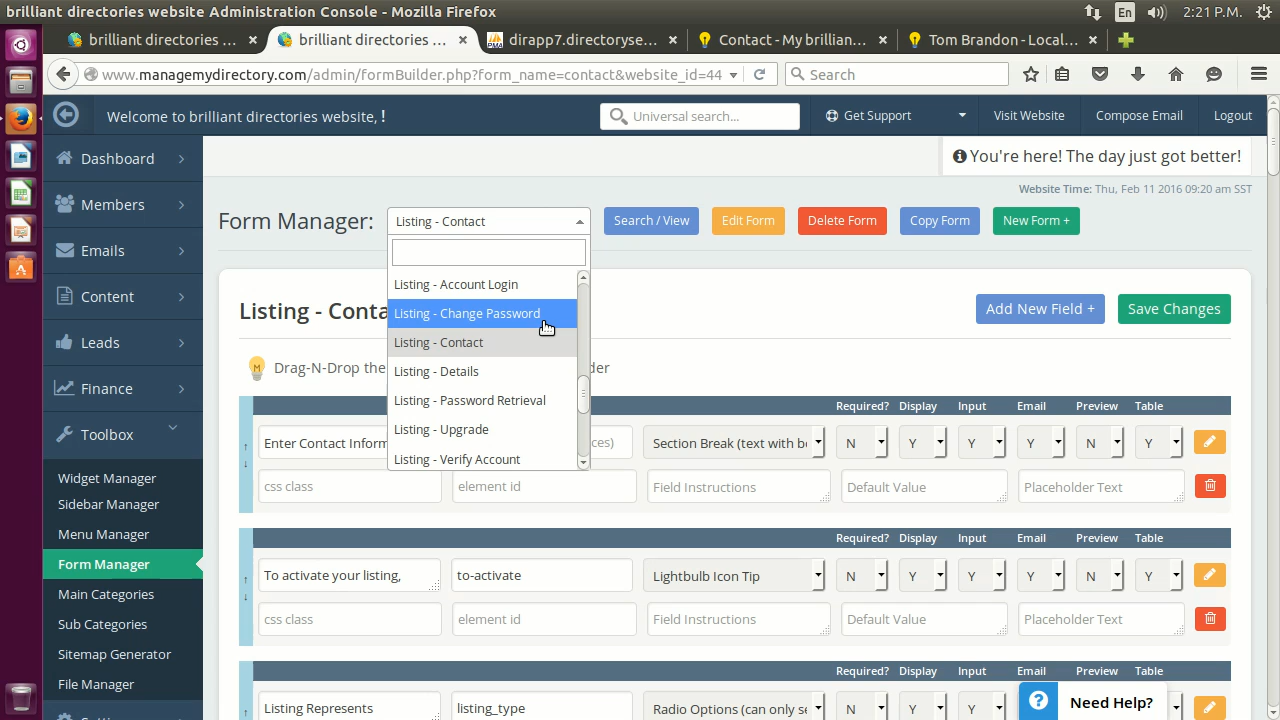 brilliant directories website Administration Console - Mozilla Firefox
En
2:21 P.M.
brilliant directories ...
brilliant directories ...
dirapp7.directoryse...
Contact - My brillian...
Tom Brandon - Local...
www.managemydirectory.com/admin/FormBuilder.php?form_name=contact&website_id=44
Search
Welcome to brilliant directories website, !
Universal search...
Get Support
Visit Website
Compose Email
Logout
Dashboard
Members
Emails
Content
Leads
Finance
Toolbox
Widget Manager
Sidebar Manager
Menu Manager
Form Manager
Main Categories
Sub Categories
Sitemap Generator
File Manager
You're here! The day just got better!
Website Time: Thu, Feb 11 2016 09:20 am SST
Form Manager:
Listing - Contact
Search / View
Edit Form
Delete Form
Copy Form
New Form +
Listing - Account Login
Listing - Change Password
Listing - Contact
Listing - Details
Listing - Password Retrieval
Listing - Upgrade
Listing - Verify Account
Listing - Conta
Add New Field +
Save Changes
Drag-N-Drop the
der
Required? Display Input Email Preview Table
Enter Contact Inform
ces)
Section Break (text with b
N Y Y Y N Y
css class
element id
Field Instructions
Default Value
Placeholder Text
Required? Display Input Email Preview Table
To activate your listing,
to-activate
Lightbulb Icon Tip
N Y Y Y N Y
css class
element id
Field Instructions
Default Value
Placeholder Text
Required? Display Input Email Preview Table
Listing Represents
listing_type
Radio Options (can only se
N Y Y
Need Help?